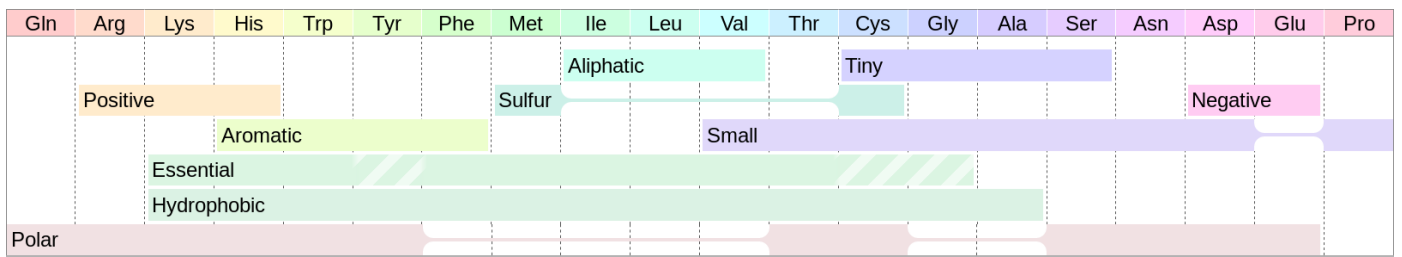 Gln Arg Lys His Trp Tyr Phe Met Ile Leu Val Thr Cys Gly Ala Ser Asn Asp Glu Pro
Aliphatic Tiny
Positive Sulfur Negative
Aromatic Small
Essential
Hydrophobic
Polar